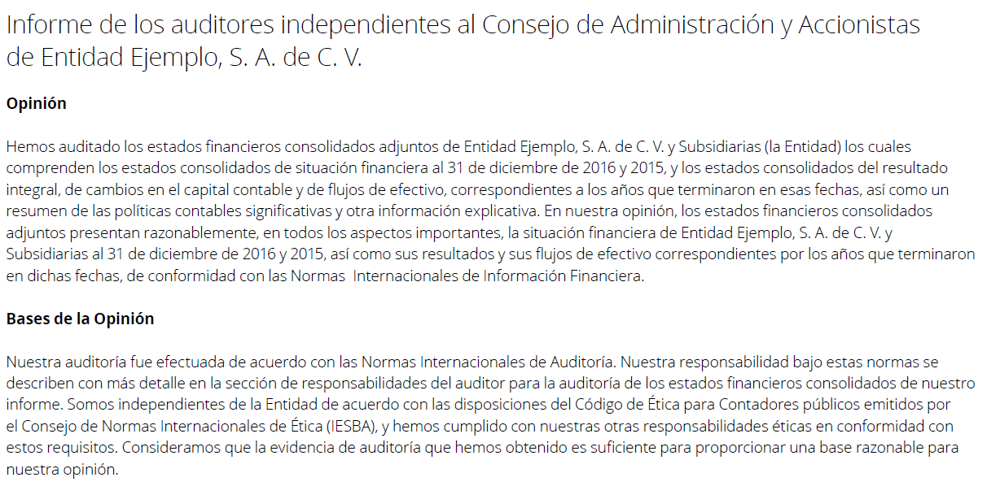 Informe de los auditores independientes al Consejo de Administración y Accionistas
de Entidad Ejemplo, S. A. de C. V.
Opinión
Hemos auditado los estados financieros consolidados adjuntos de Entidad Ejemplo, S. A. de C. V. y Subsidiarias (la Entidad) los cuales
comprenden los estados consolidados de situación financiera al 31 de diciembre de 2016 y 2015, y los estados consolidados del resultado
integral, de cambios en el capital contable y de flujos de efectivo, correspondientes a los años que terminaron en esas fechas, así como un
resumen de las políticas contables significativas y otra información explicativa. En nuestra opinión, los estados financieros consolidados
adjuntos presentan razonablemente, en todos los aspectos importantes, la situación financiera de Entidad Ejemplo, S. A. de C. V. y
Subsidiarias al 31 de diciembre de 2016 y 2015, así como sus resultados y sus flujos de efectivo correspondientes por los años que terminaron
en dichas fechas, de conformidad con las Normas  Internacionales de Información Financiera.
Bases de la Opinión
Nuestra auditoría fue efectuada de acuerdo con las Normas Internacionales de Auditoría. Nuestra responsabilidad bajo estas normas se
describen con más detalle en la sección de responsabilidades del auditor para la auditoría de los estados financieros consolidados de nuestro
informe. Somos independientes de la Entidad de acuerdo con las disposiciones del Código de Ética para Contadores públicos emitidos por
el Consejo de Normas Internacionales de Ética (IESBA), y hemos cumplido con nuestras otras responsabilidades éticas en conformidad con
estos requisitos. Consideramos que la evidencia de auditoría que hemos obtenido es suficiente para proporcionar una base razonable para
nuestra opinión.